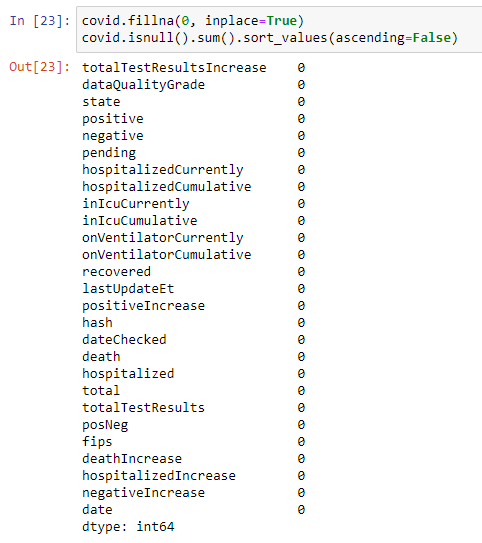 In [23]: covid.fillna(0, inplace=True)
covid.isnull().sum().sort_values(ascending=False)
Out[23]: totalTestResultsIncrease 0
dataQualityGrade 0
state 0
positive 0
negative 0
pending 0
hospitalizedCurrently 0
hospitalizedCumulative 0
inIcuCurrently 0
inIcuCumulative 0
onVentilatorCurrently 0
onVentilatorCumulative 0
recovered 0
lastUpdateEt 0
positiveIncrease 0
hash 0
dateChecked 0
death 0
hospitalized 0
total 0
totalTestResults 0
posNeg 0
fips 0
deathIncrease 0
hospitalizedIncrease 0
negativeIncrease 0
date 0
dtype: int64